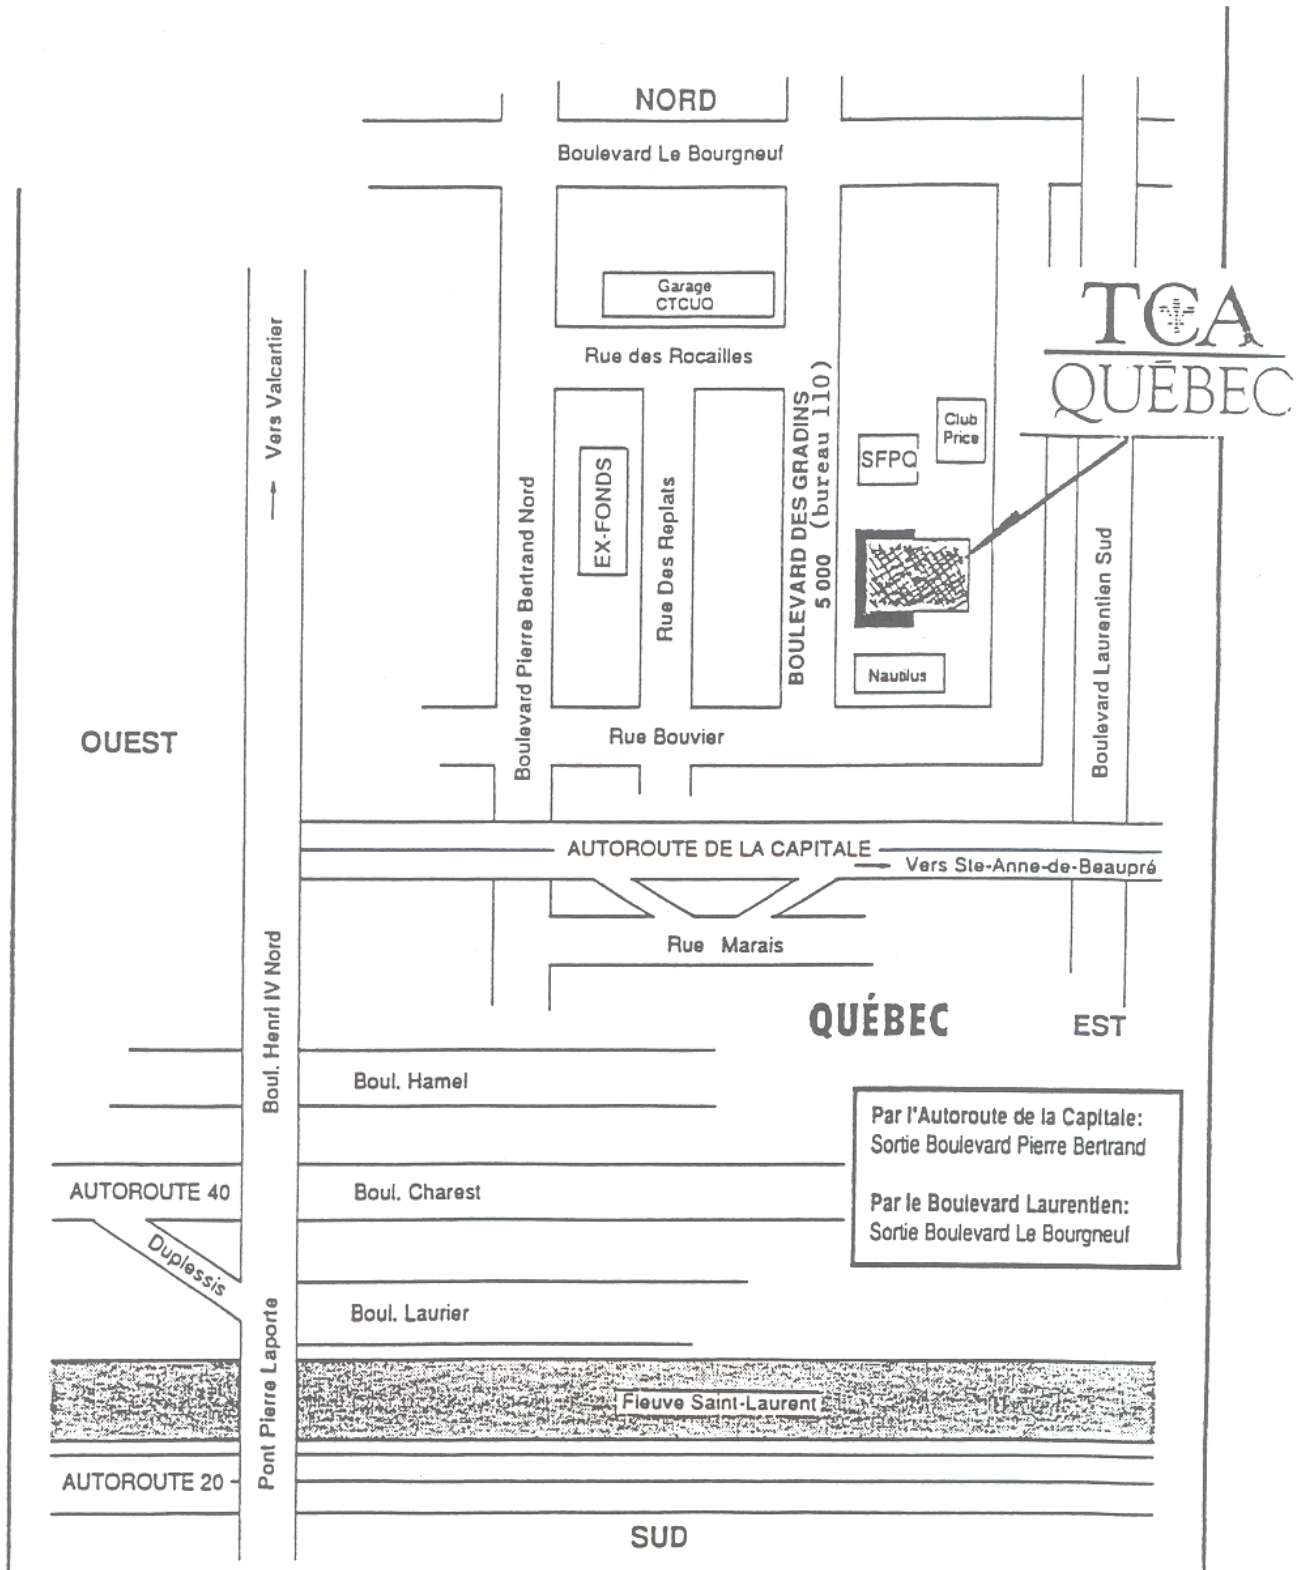 NORD
Boulevard Le Bourgneuf
Garage
CTCUQ
Rue des Rocailles
TCA
QUÉBEC
Vers Valcartier
Boulevard Pierre Bertrand Nord
EX-FONDS
Rue Des Replats
BOULEVARD DES GRADINS
5 000 (bureau 110)
SFPQ
Club
Price
Nautilus
Boulevard Laurentien Sud
OUEST
Rue Bouvier
AUTOROUTE DE LA CAPITALE
Vers Ste-Anne-de-Beaupré
Rue Marais
Boul. Henri IV Nord
QUÉBEC
EST
Boul. Hamel
Par l'Autoroute de la Capitale:
Sortie Boulevard Pierre Bertrand
Par le Boulevard Laurentien:
Sortie Boulevard Le Bourgneuf
AUTOROUTE 40
Boul. Charest
Duplessis
Boul. Laurier
Pont Pierre Laporte
Fleuve Saint-Laurent
AUTOROUTE 20
SUD